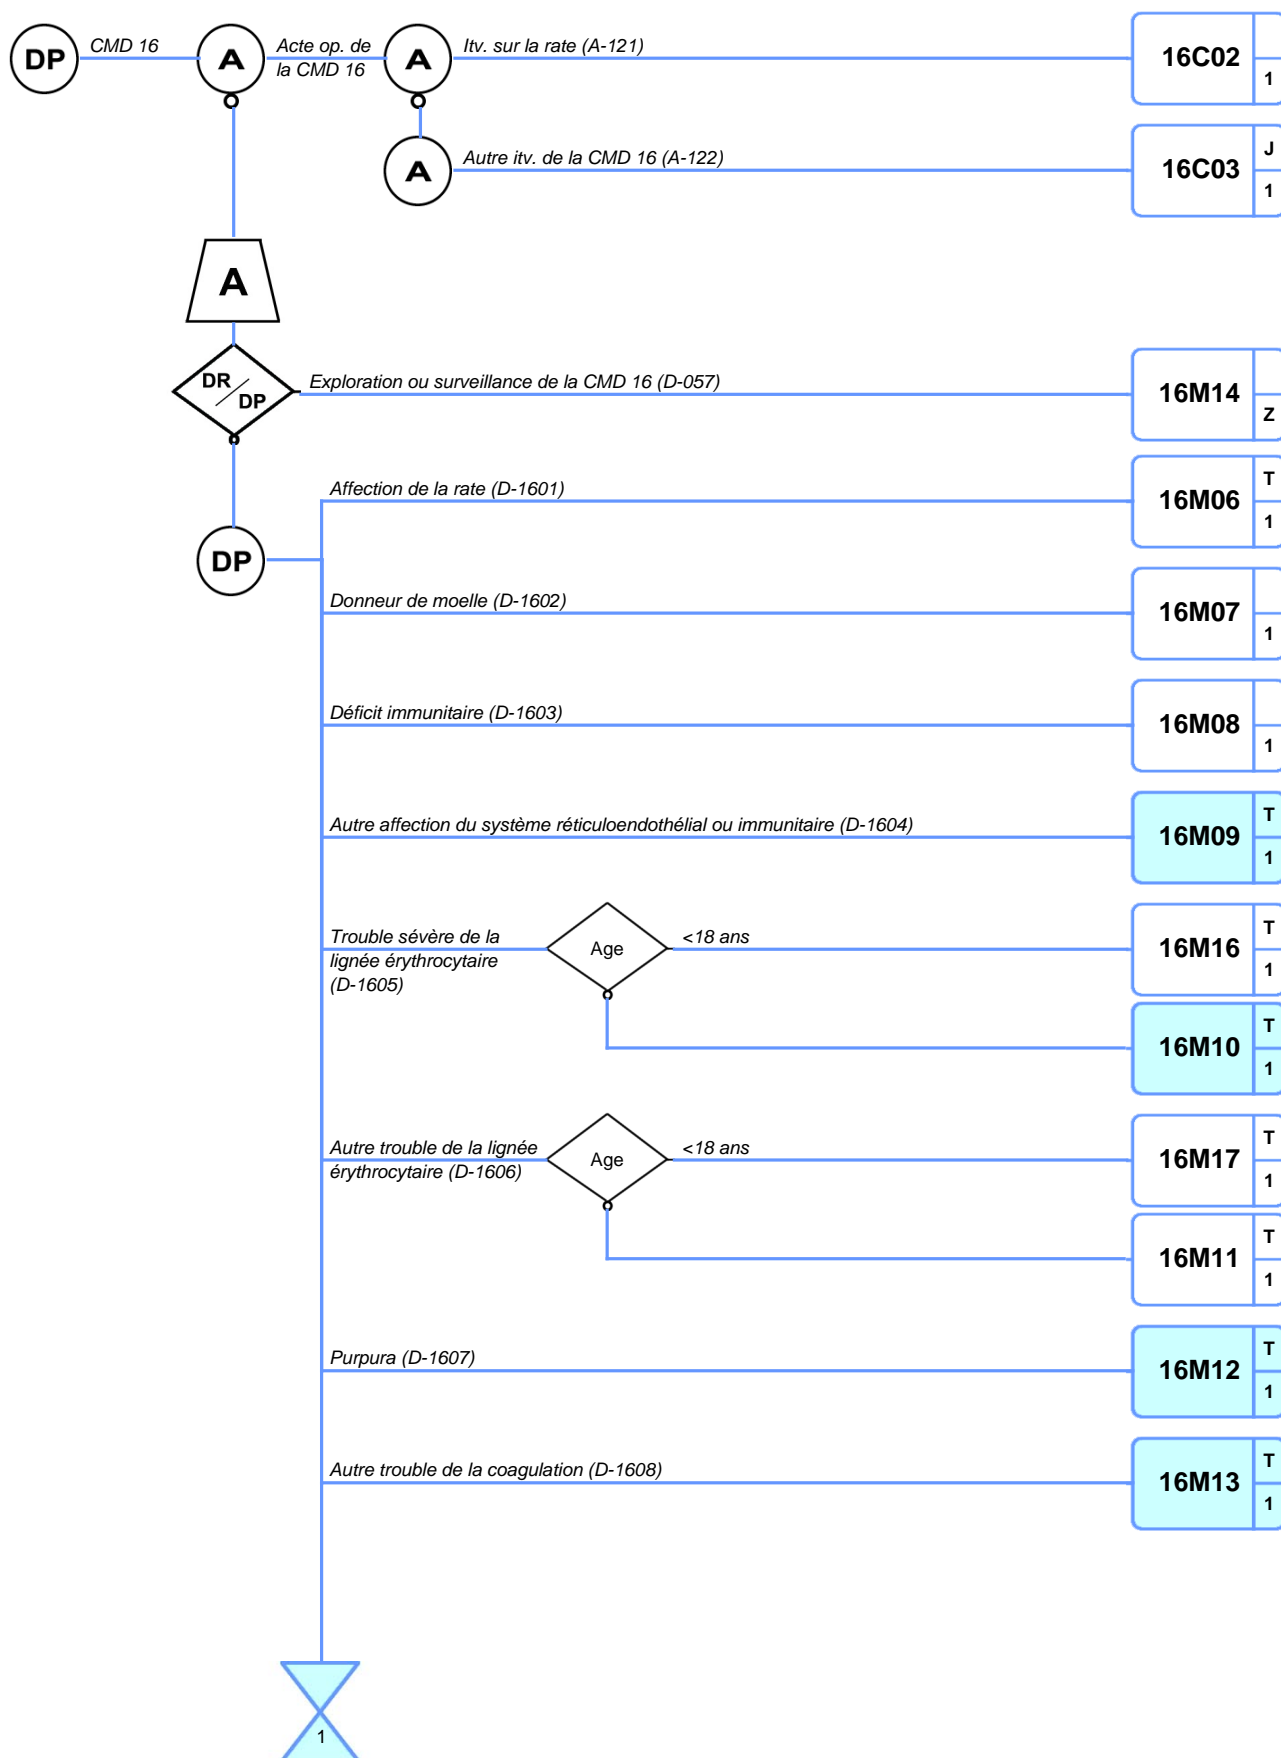 DP
CMD 16
A
Acte op. de
la CMD 16
A
Itv. sur la rate (A-121)
16C02
1
A
Autre itv. de la CMD 16 (A-122)
16C03
J
1
A
DR
DP
Exploration ou surveillance de la CMD 16 (D-057)
16M14
Z
DP
Affection de la rate (D-1601)
16M06
T
1
Donneur de moelle (D-1602)
16M07
1
Déficit immunitaire (D-1603)
16M08
1
Autre affection du système réticuloendothélial ou immunitaire (D-1604)
16M09
T
1
Trouble sévère de la
lignée érythrocytaire
(D-1605)
Age
<18 ans
16M16
T
1
16M10
T
1
Autre trouble de la lignée
érythrocytaire (D-1606)
Age
<18 ans
16M17
T
1
16M11
T
1
Purpura (D-1607)
16M12
T
1
Autre trouble de la coagulation (D-1608)
16M13
T
1
1